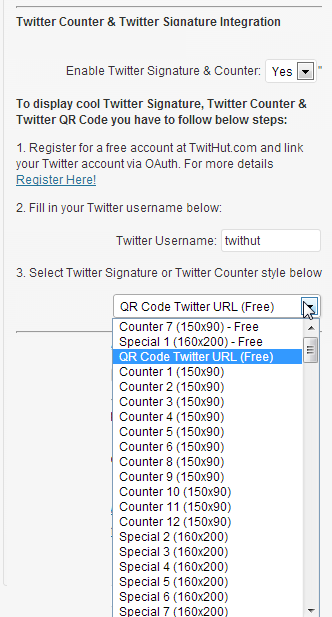 Twitter Counter & Twitter Signature Integration
Enable Twitter Signature & Counter: Yes *
To display cool Twitter Signature, Twitter Counter &
Twitter QR Code you have to follow below steps:
1. Register for a free account at TwitHut.com and link
your Twitter account via OAuth. For more details
Register Here!
2. Fill in your Twitter username below:
Twitter Username: twithut
3. Select Twitter Signature or Twitter Counter style below
QR Code Twitter URL (Free)
Counter 7 (150x90) - Free
Special 1 (160x200) - Free
QR Code Twitter URL (Free)
Counter 1 (150x90)
Counter 2 (150x90)
Counter 3 (150x90)
Counter 4 (150x90)
Counter 5 (150x90)
Counter 6 (150x90)
Counter 8 (150x90)
Counter 9 (150x90)
Counter 10 (150x90)
Counter 11 (150x90)
Counter 12 (150x90)
Special 2 (160x200)
Special 3 (160x200)
Special 4 (160x200)
Special 5 (160x200)
Special 6 (160x200)
Special 7 (160x200)